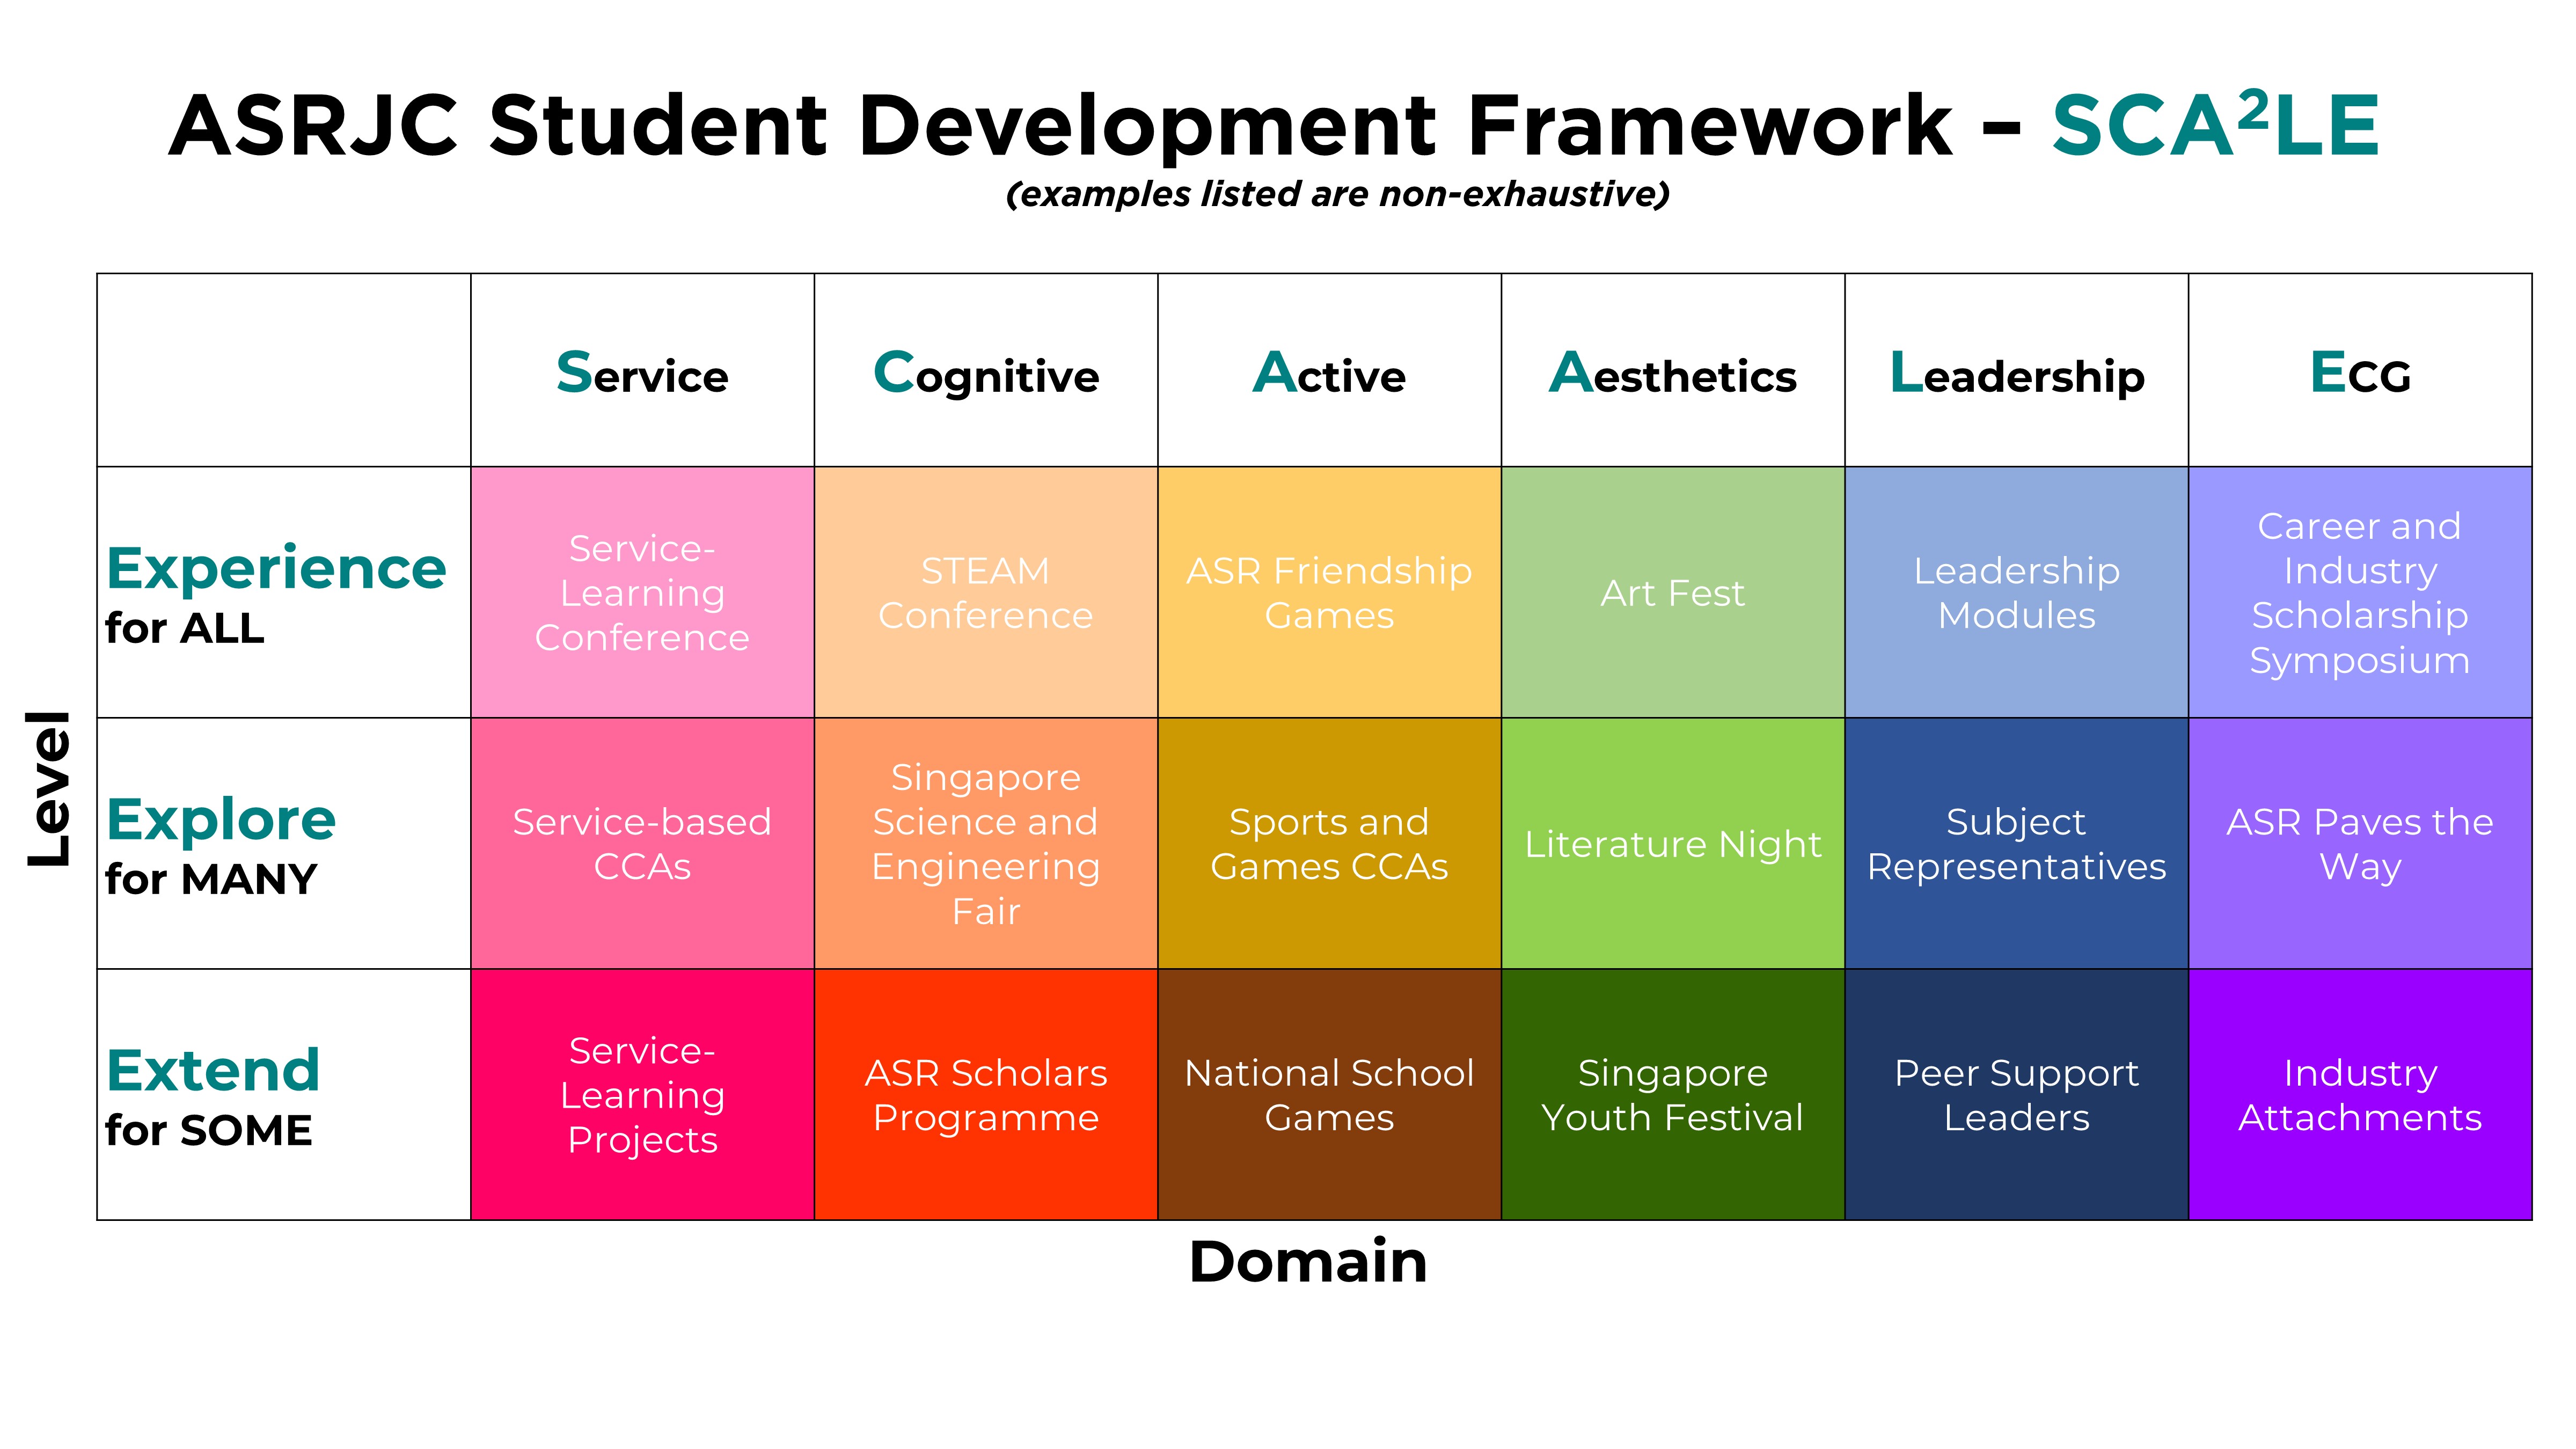 ASRJC Student Development Framework – SCA²LE
(examples listed are non-exhaustive)
Service
Cognitive
Active
Aesthetics
Leadership
ECG
Level
Experience
for ALL
Service-
Learning
Conference
STEAM
Conference
ASR Friendship
Games
Art Fest
Leadership
Modules
Career and
Industry
Scholarship
Symposium
Explore
for MANY
Service-based
CCAs
Singapore
Science and
Engineering
Fair
Sports and
Games CCAs
Literature Night
Subject
Representatives
ASR Paves the
Way
Extend
for SOME
Service-
Learning
Projects
ASR Scholars
Programme
National School
Games
Singapore
Youth Festival
Peer Support
Leaders
Industry
Attachments
Domain